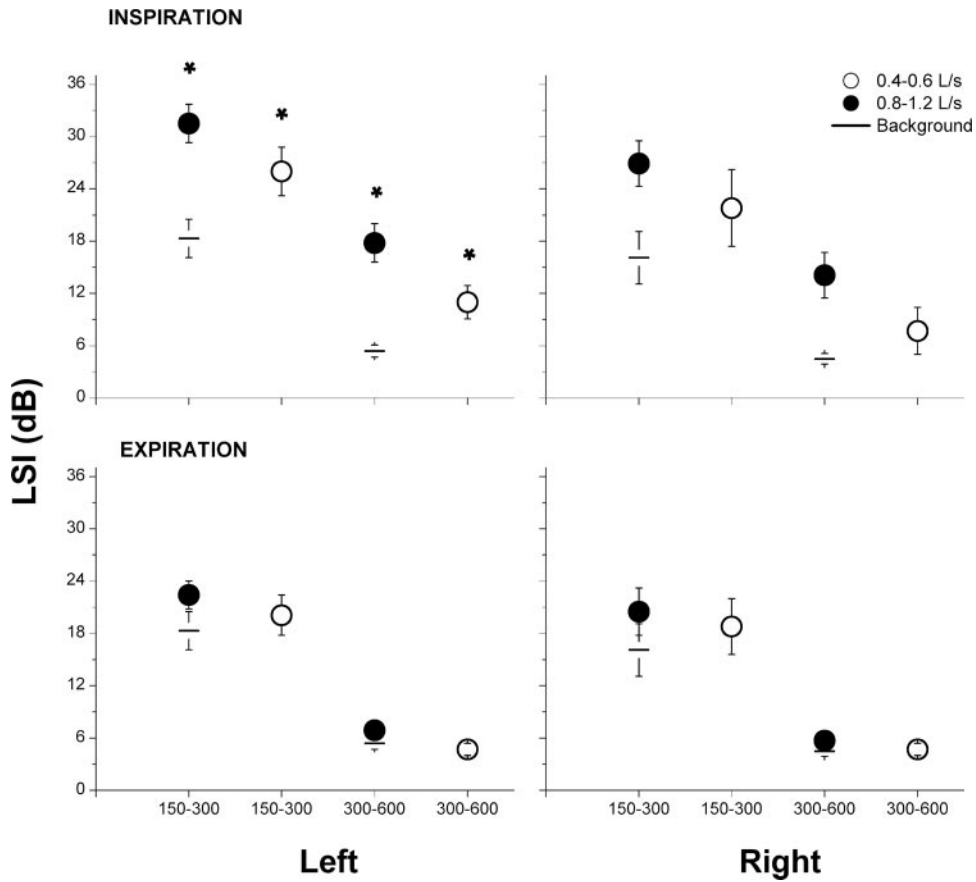 INSPIRATION
36
30
24
18
12
6
0
*
*
*
*
0.4-0.6 L/s
0.8-1.2 L/s
Background
LSI (dB)
EXPIRATION
36
30
24
18
12
6
0
150-300 150-300 300-600 300-600
150-300 150-300 300-600 300-600
Left
Right